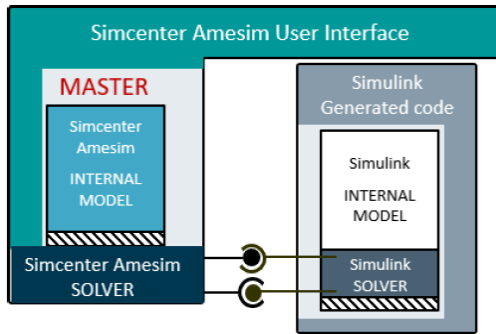 Simcenter Amesim User Interface
MASTER
Simcenter
Amesim
INTERNAL
MODEL
Simcenter Amesim
SOLVER
Simulink
Generated code
Simulink
INTERNAL
MODEL
Simulink
SOLVER